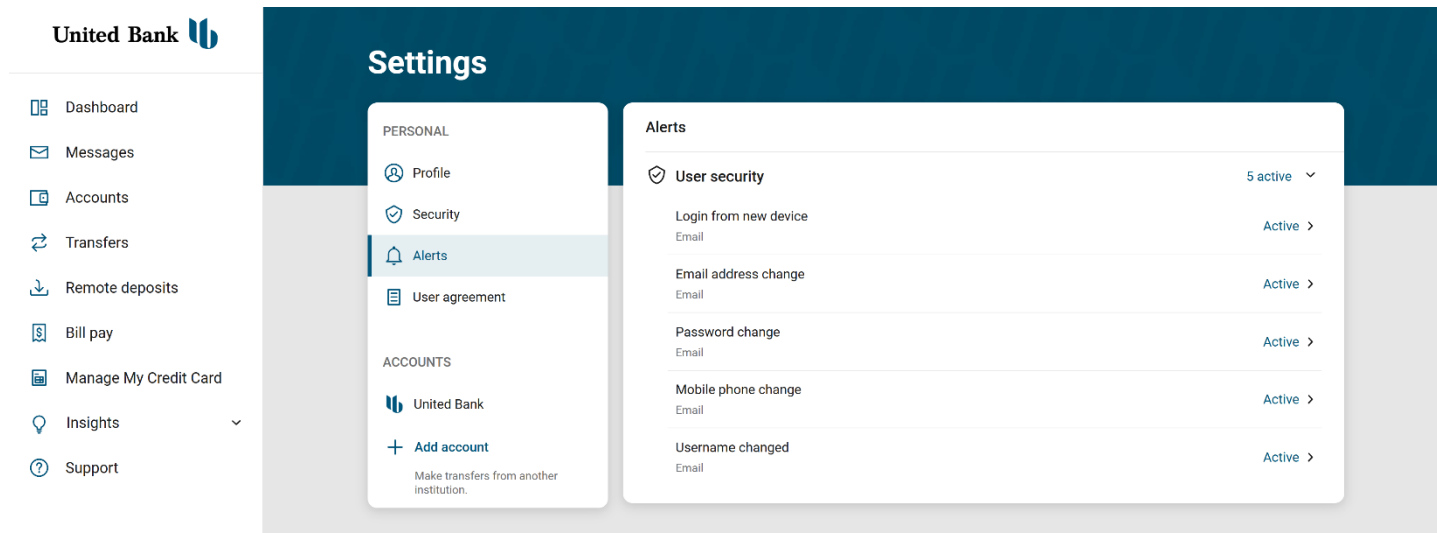 United Bank
Dashboard
Messages
Accounts
Transfers
Remote deposits
Bill pay
Manage My Credit Card
Insights
Support
Settings
PERSONAL
Profile
Security
Alerts
User agreement
ACCOUNTS
United Bank
Add account
Make transfers from another
institution.
Alerts
User security
5 active
Login from new device
Email
Active
Email address change
Email
Active
Password change
Email
Active
Mobile phone change
Email
Active
Username changed
Email
Active